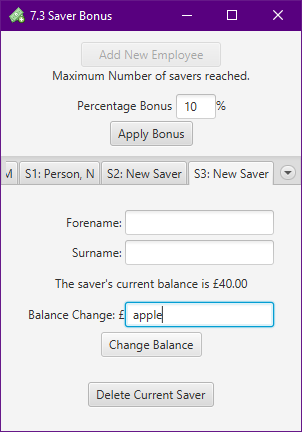 7.3 Saver Bonus
Add New Employee
Maximum Number of savers reached.
Percentage Bonus 10 %
Apply Bonus
M S1: Person, N S2: New Saver S3: New Saver
Forename:
Surname:
The saver's current balance is £40.00
Balance Change: £ apple
Change Balance
Delete Current Saver